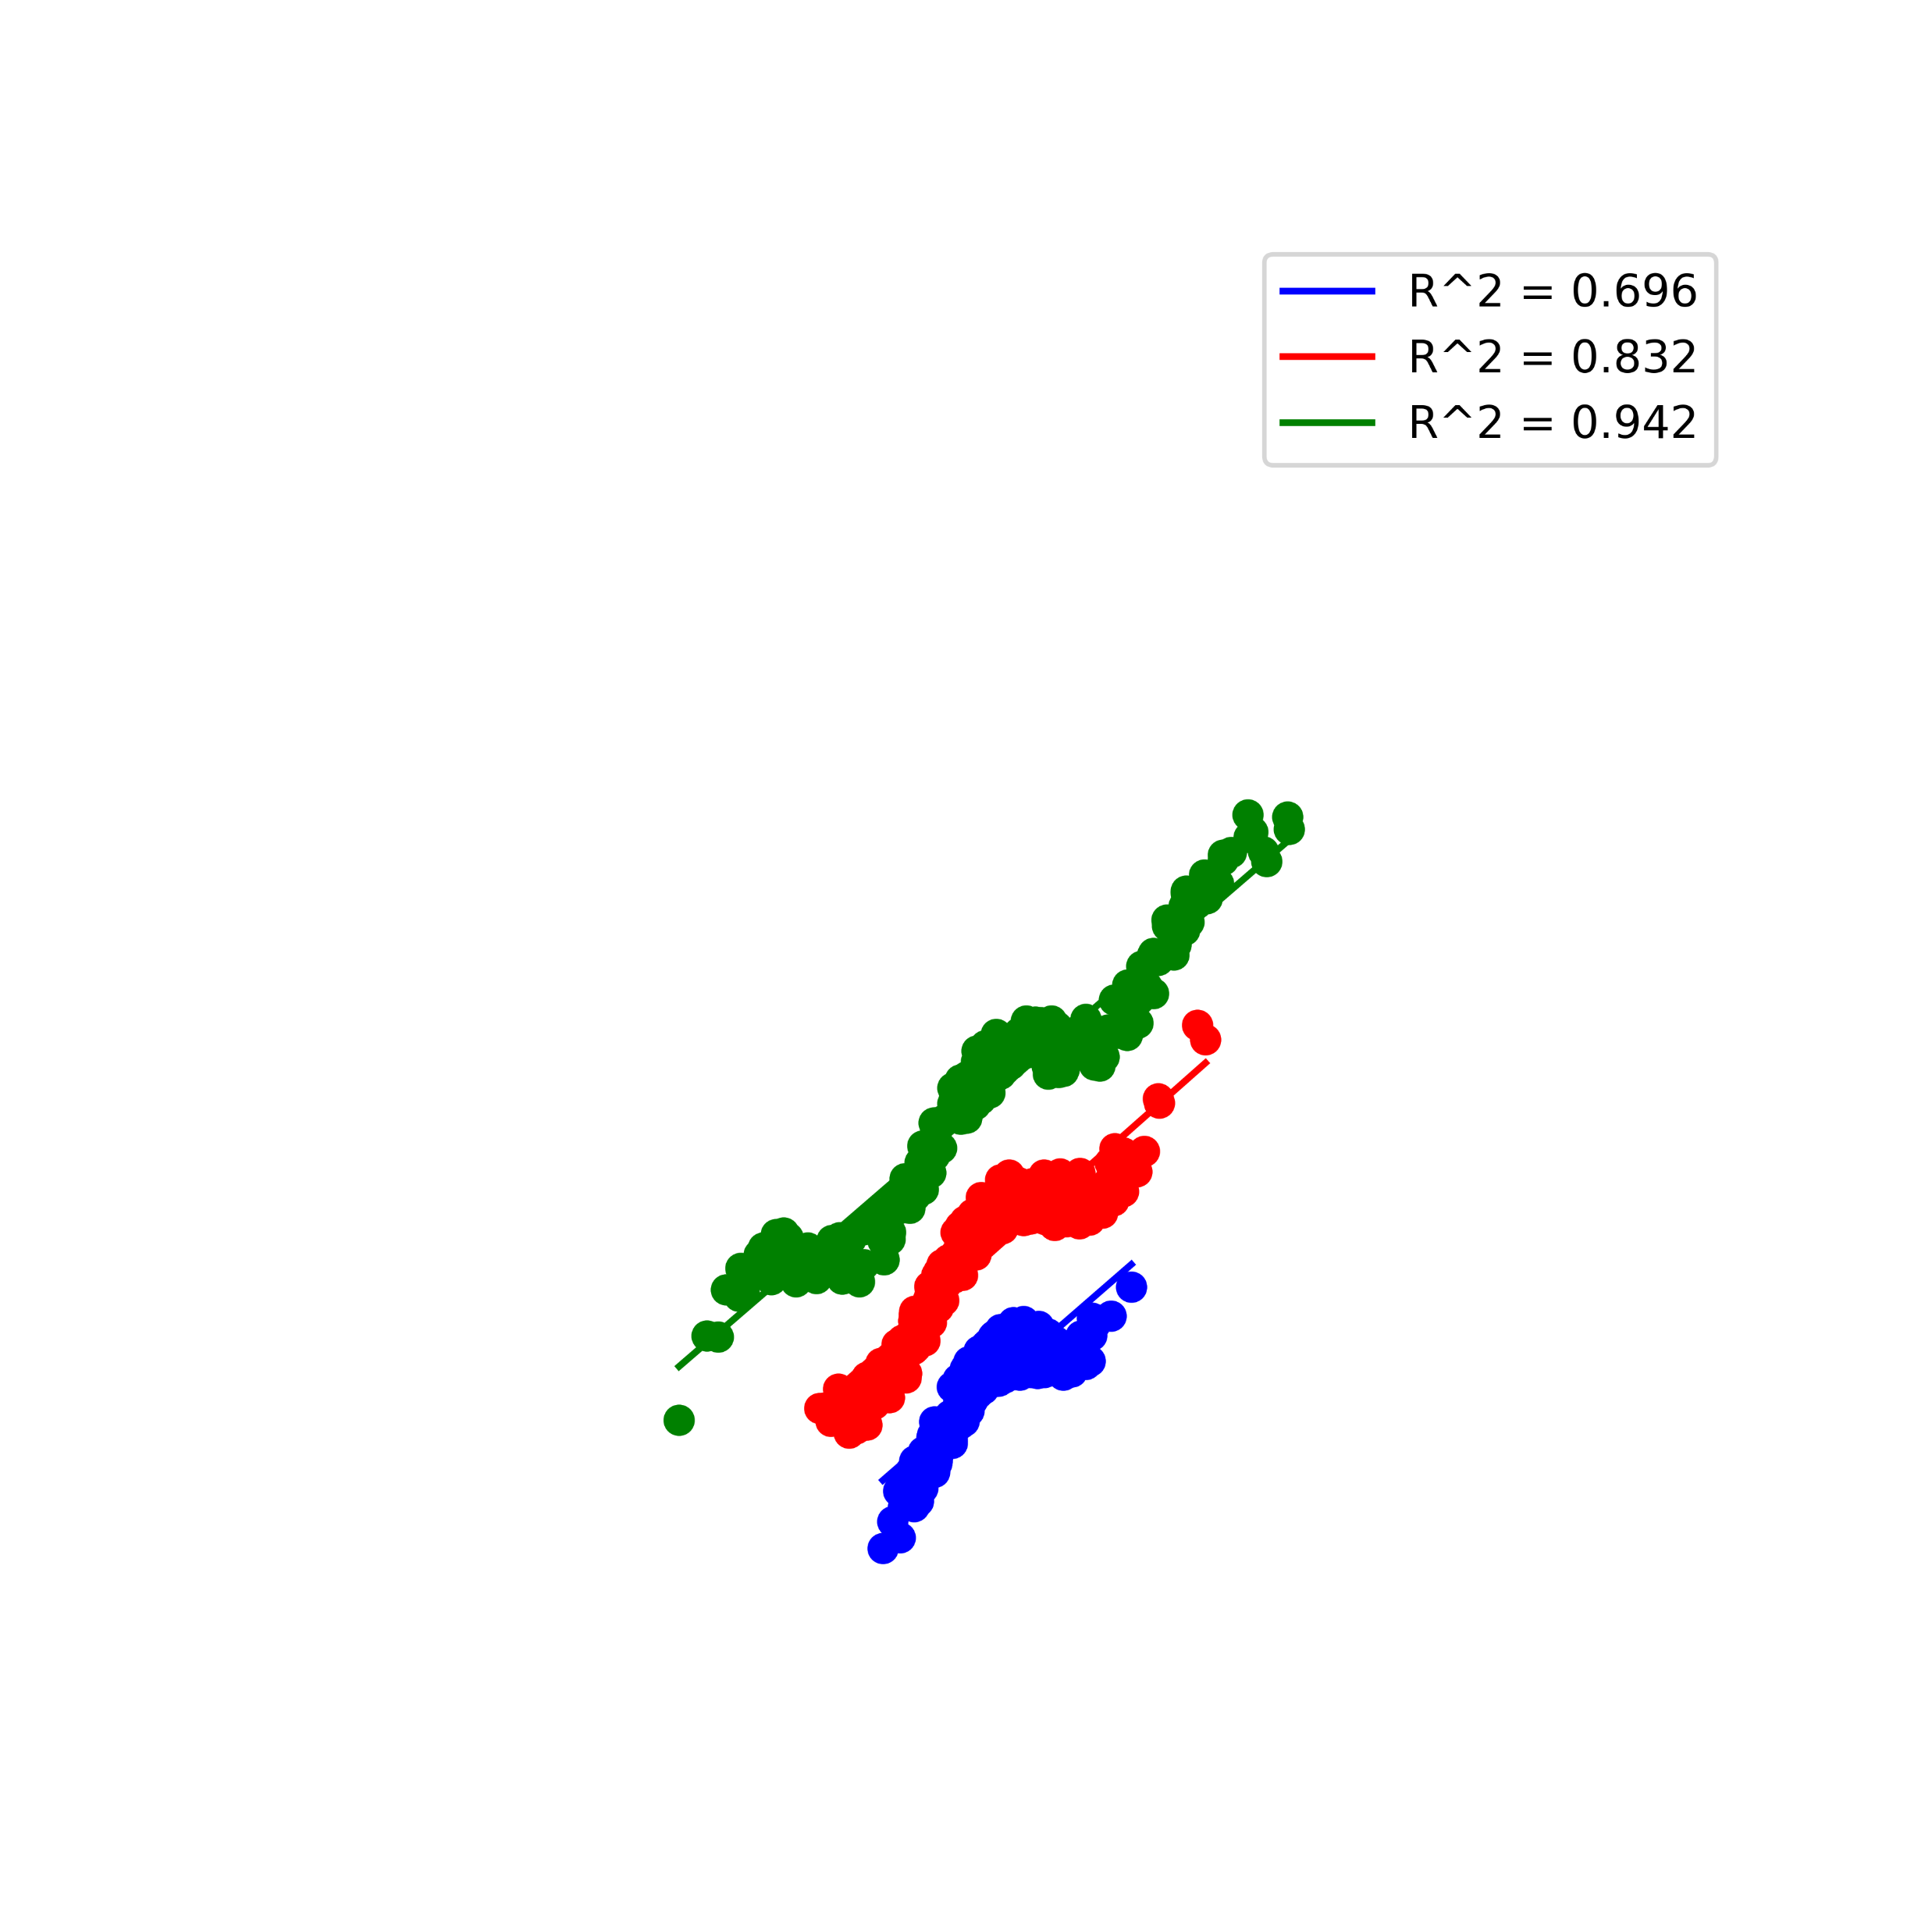 R^2 = 0.696
R^2 = 0.832
R^2 = 0.942